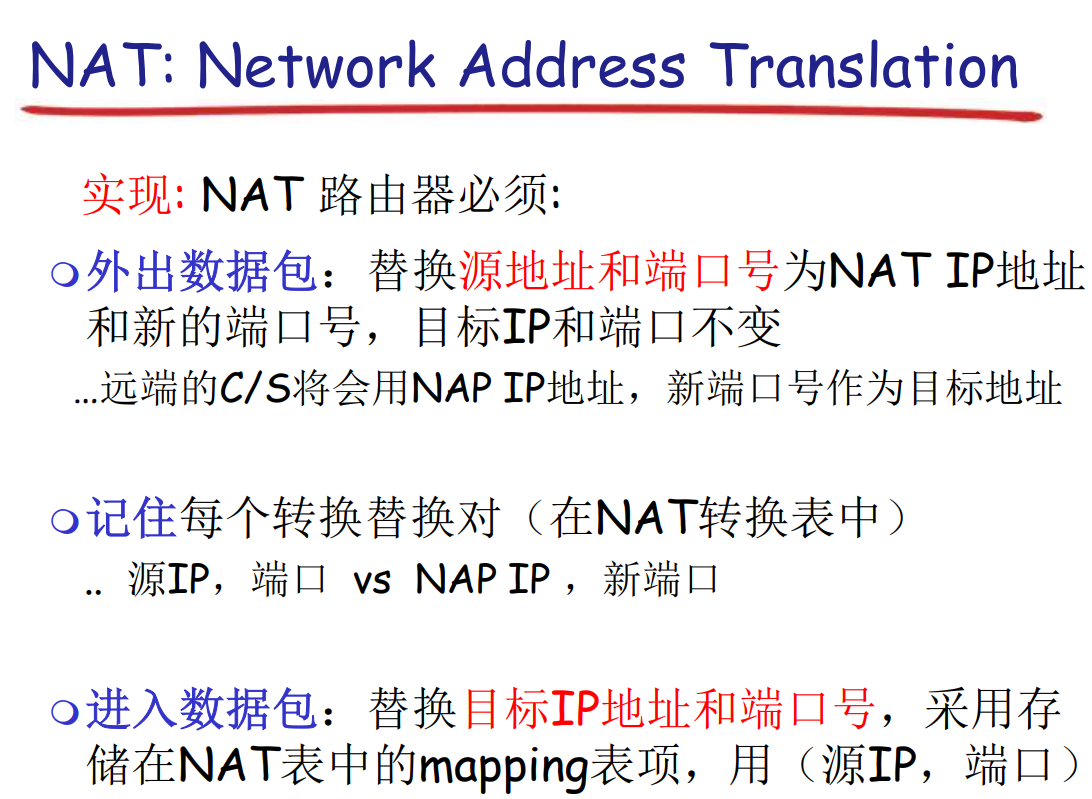 NAT: Network Address Translation
实现: NAT 路由器必须:
外出数据包：替换源地址和端口号为NAT IP地址
和新的端口号，目标IP和端口不变
…远端的C/S将会用NAP IP地址，新端口号作为目标地址
记住每个转换替换对（在NAT转换表中）
.. 源IP，端口 vs NAP IP ，新端口
进入数据包：替换目标IP地址和端口号，采用存
储在NAT表中的mapping表项，用（源IP，端口）